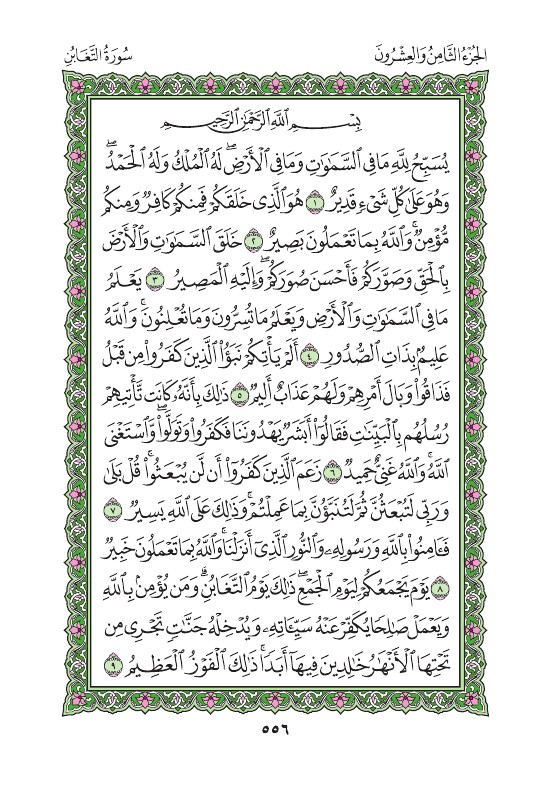 الجُزْءُ الثَّامِنُ وَالعِشْرُونَ
سُورَةُ التَّغَابُنِ
بِسْمِ ٱللَّهِ ٱلرَّحْمَٰنِ ٱلرَّحِيمِ
يُسَبِّحُ لِلَّهِ مَا فِي ٱلسَّمَٰوَٰتِ وَمَا فِي ٱلْأَرْضِۖ لَهُ ٱلْمُلْكُ وَلَهُ ٱلْحَمْدُۖ
وَهُوَ عَلَىٰ كُلِّ شَيْءٖ قَدِيرٌ ١ هُوَ ٱلَّذِي خَلَقَكُمْ فَمِنكُمْ كَافِرٞ وَمِنكُم
مُّؤْمِنٞۚ وَٱللَّهُ بِمَا تَعْمَلُونَ بَصِيرٌ ٢ خَلَقَ ٱلسَّمَٰوَٰتِ وَٱلْأَرْضَ
بِٱلْحَقِّ وَصَوَّرَكُمْ فَأَحْسَنَ صُوَرَكُمْۖ وَإِلَيْهِ ٱلْمَصِيرُ ٣ يَعْلَمُ
مَا فِي ٱلسَّمَٰوَٰتِ وَٱلْأَرْضِ وَيَعْلَمُ مَا تُسِرُّونَ وَمَا تُعْلِنُونَۚ وَٱللَّهُ
عَلِيمُۢ بِذَاتِ ٱلصُّدُورِ ٤ أَلَمْ يَأْتِكُمْ نَبَؤُاْ ٱلَّذِينَ كَفَرُواْ مِن قَبْلُ
فَذَاقُواْ وَبَالَ أَمْرِهِمْ وَلَهُمْ عَذَابٌ أَلِيمٞ ٥ ذَٰلِكَ بِأَنَّهُۥ كَانَت تَّأْتِيهِمْ
رُسُلُهُم بِٱلْبَيِّنَٰتِ فَقَالُوٓاْ أَبَشَرٞ يَهْدُونَنَا فَكَفَرُواْ وَتَوَلَّواْۖ وَّٱسْتَغْنَى
ٱللَّهُۚ وَٱللَّهُ غَنِيٌّ حَمِيدٞ ٦ زَعَمَ ٱلَّذِينَ كَفَرُوٓاْ أَن لَّن يُبْعَثُواْۚ قُلْ بَلَىٰ
وَرَبِّي لَتُبْعَثُنَّ ثُمَّ لَتُنَبَّؤُنَّ بِمَا عَمِلْتُمْۚ وَذَٰلِكَ عَلَى ٱللَّهِ يَسِيرٞ ٧
فَـَٔامِنُواْ بِٱللَّهِ وَرَسُولِهِۦ وَٱلنُّورِ ٱلَّذِيٓ أَنزَلْنَاۚ وَٱللَّهُ بِمَا تَعْمَلُونَ خَبِيرٞ
٨ يَوْمَ يَجْمَعُكُمْ لِيَوْمِ ٱلْجَمْعِۖ ذَٰلِكَ يَوْمُ ٱلتَّغَابُنِۗ وَمَن يُؤْمِنۢ بِٱللَّهِ
وَيَعْمَلْ صَٰلِحٗا يُكَفِّرْ عَنْهُ سَيِّـَٔاتِهِۦ وَيُدْخِلْهُ جَنَّٰتٖ تَجْرِي مِن
تَحْتِهَا ٱلْأَنْهَٰرُ خَٰلِدِينَ فِيهَآ أَبَدٗاۚ ذَٰلِكَ ٱلْفَوْزُ ٱلْعَظِيمُ ٩
٥٥٦